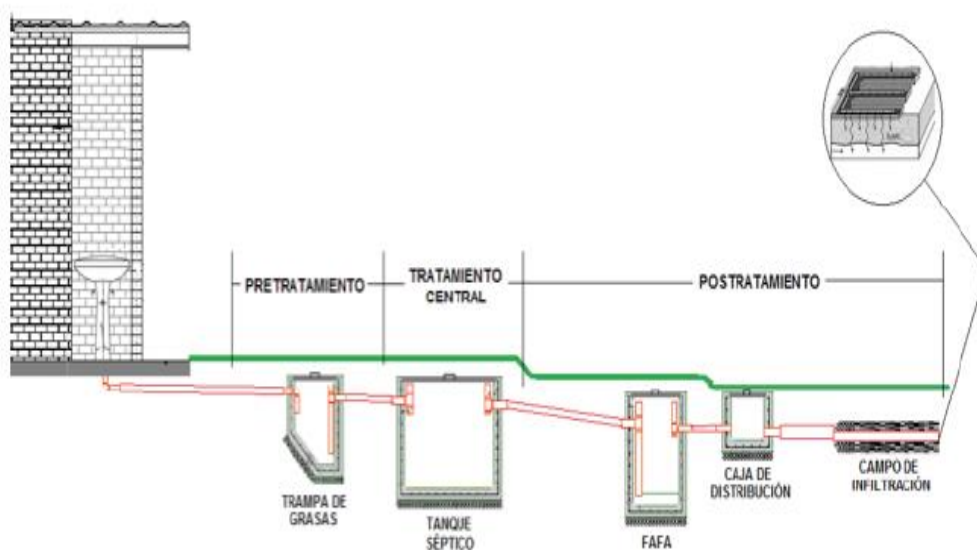 PRETRATAMIENTO
TRATAMIENTO
CENTRAL
POSTRATAMIENTO
TRAMPA DE
GRASAS
TANQUE
SÉPTICO
FAFA
CAJA DE
DISTRIBUCIÓN
CAMPO DE
INFILTRACIÓN